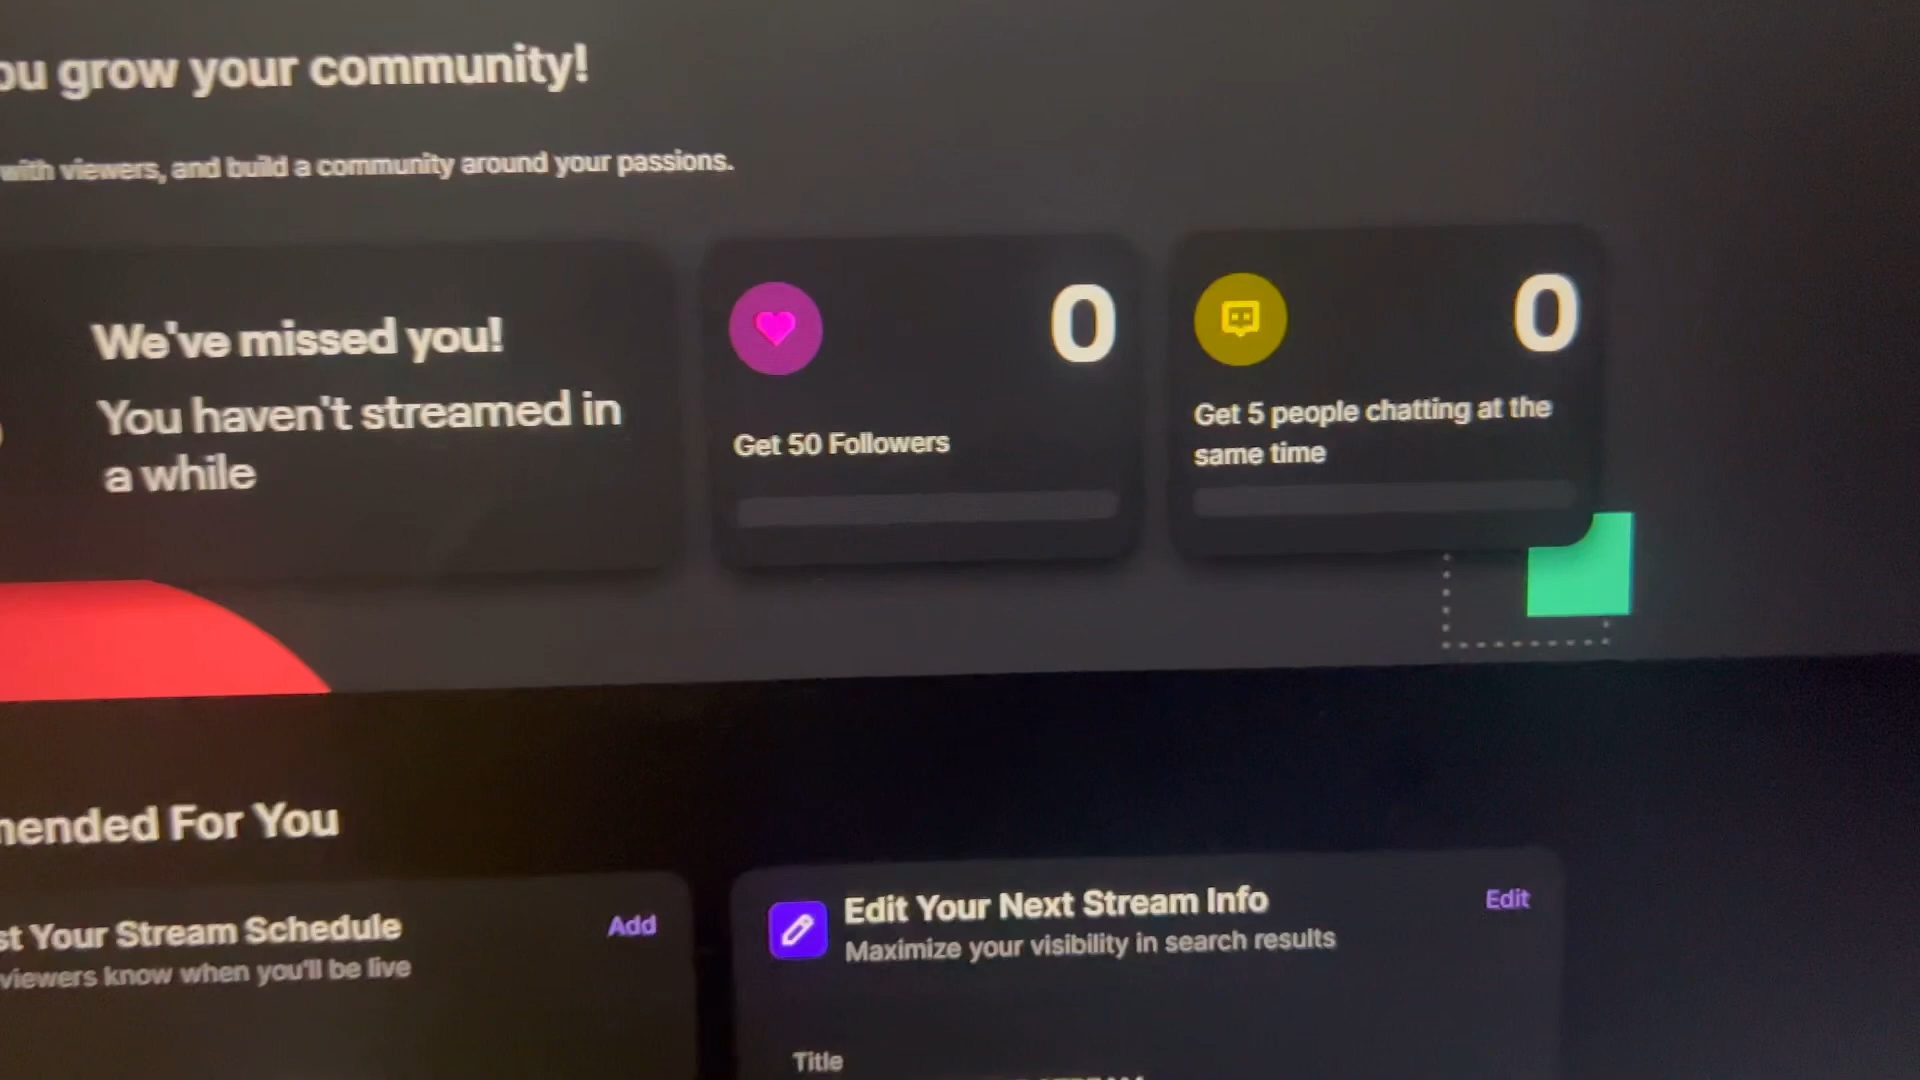 ou grow your community!
with viewers, and build a community around your passions.
We've missed you!
You haven't streamed in
a while
0
Get 50 Followers
0
Get 5 people chatting at the
same time
mended For You
st Your Stream Schedule
viewers know when you'll be live
Add
Edit Your Next Stream Info
Maximize your visibility in search results
Edit
Title